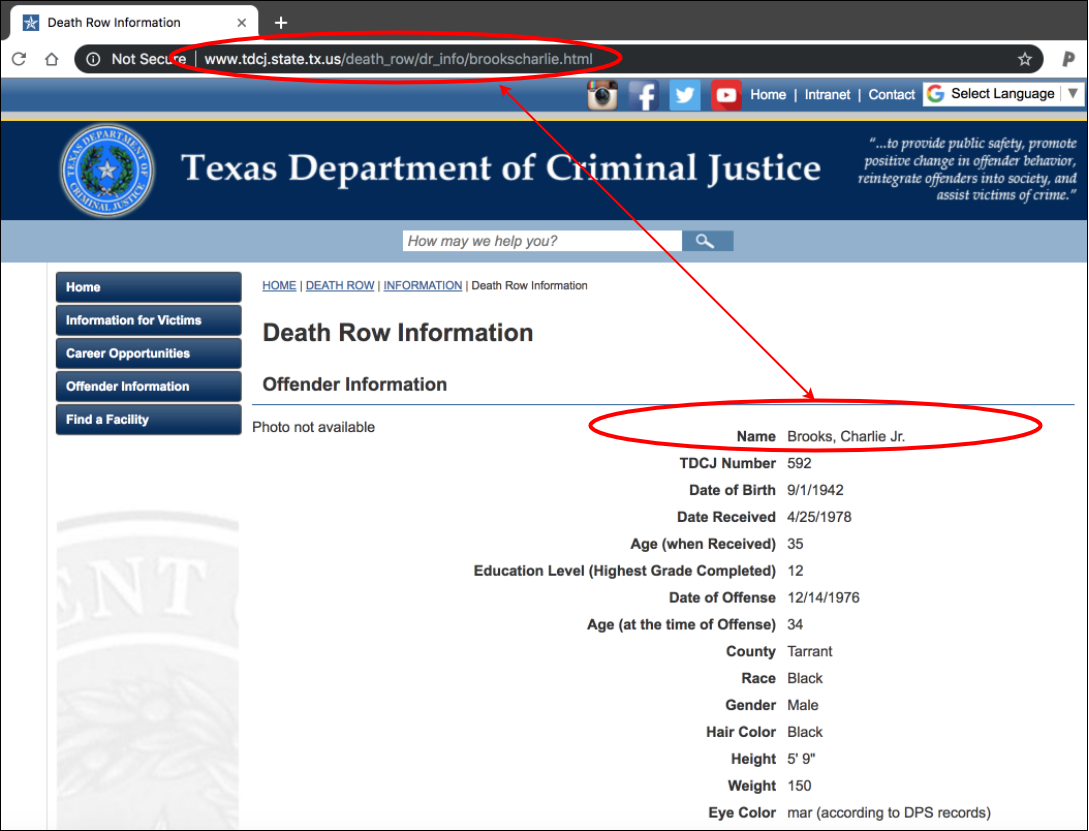 Death Row Information
Not Secure | www.tdcj.state.tx.us/death_row/dr_info/brookscharlie.html
Home | Intranet | Contact G Select Language
TEXAS DEPARTMENT OF CRIMINAL JUSTICE
Texas Department of Criminal Justice
“...to provide public safety, promote
positive change in offender behavior,
reintegrate offenders into society, and
assist victims of crime.”
How may we help you?
Home
Information for Victims
Career Opportunities
Offender Information
Find a Facility
HOME | DEATH ROW | INFORMATION | Death Row Information
Death Row Information
Offender Information
Photo not available
Name Brooks, Charlie Jr.
TDCJ Number 592
Date of Birth 9/1/1942
Date Received 4/25/1978
Age (when Received) 35
Education Level (Highest Grade Completed) 12
Date of Offense 12/14/1976
Age (at the time of Offense) 34
County Tarrant
Race Black
Gender Male
Hair Color Black
Height 5' 9"
Weight 150
Eye Color mar (according to DPS records)